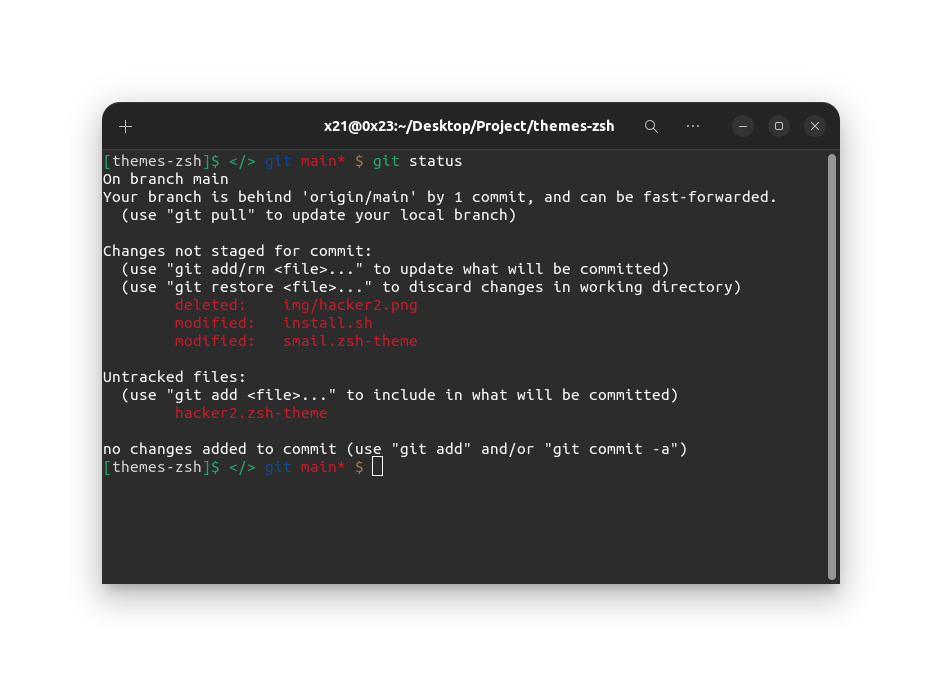 x21@0x23:~/Desktop/Project/themes-zsh
[themes-zsh]$ </> git main* $ git status
On branch main
Your branch is behind 'origin/main' by 1 commit, and can be fast-forwarded.
  (use "git pull" to update your local branch)

Changes not staged for commit:
  (use "git add/rm <file>..." to update what will be committed)
  (use "git restore <file>..." to discard changes in working directory)
        deleted:    img/hacker2.png
        modified:   install.sh
        modified:   smail.zsh-theme

Untracked files:
  (use "git add <file>..." to include in what will be committed)
        hacker2.zsh-theme

no changes added to commit (use "git add" and/or "git commit -a")
[themes-zsh]$ </> git main* $